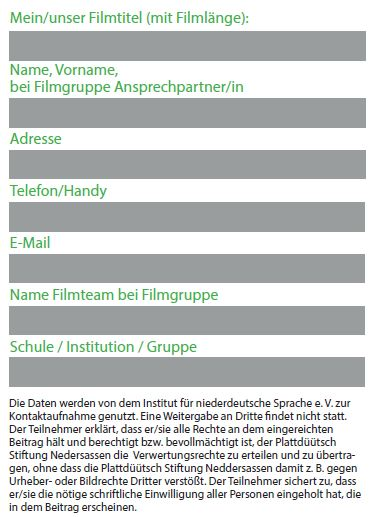 Mein/unser Filmtitel (mit Filmlänge):
Name, Vorname,
bei Filmgruppe Ansprechpartner/in
Adresse
Telefon/Handy
E-Mail
Name Filmteam bei Filmgruppe
Schule / Institution / Gruppe
Die Daten werden von dem Institut für niederdeutsche Sprache e. V. zur
Kontaktaufnahme genutzt. Eine Weitergabe an Dritte findet nicht statt.
Der Teilnehmer erklärt, dass er/sie alle Rechte an dem eingereichten
Beitrag hält und berechtigt bzw. bevollmächtigt ist, der Plattdüütsch
Stiftung Nedersassen die Verwertungsrechte zu erteilen und zu übertra-
gen, ohne dass die Plattdüütsch Stiftung Neddersassen damit z. B. gegen
Urheber- oder Bildrechte Dritter verstößt. Der Teilnehmer sichert zu, dass
er/sie die nötige schriftliche Einwilligung aller Personen eingeholt hat, die
in dem Beitrag erscheinen.